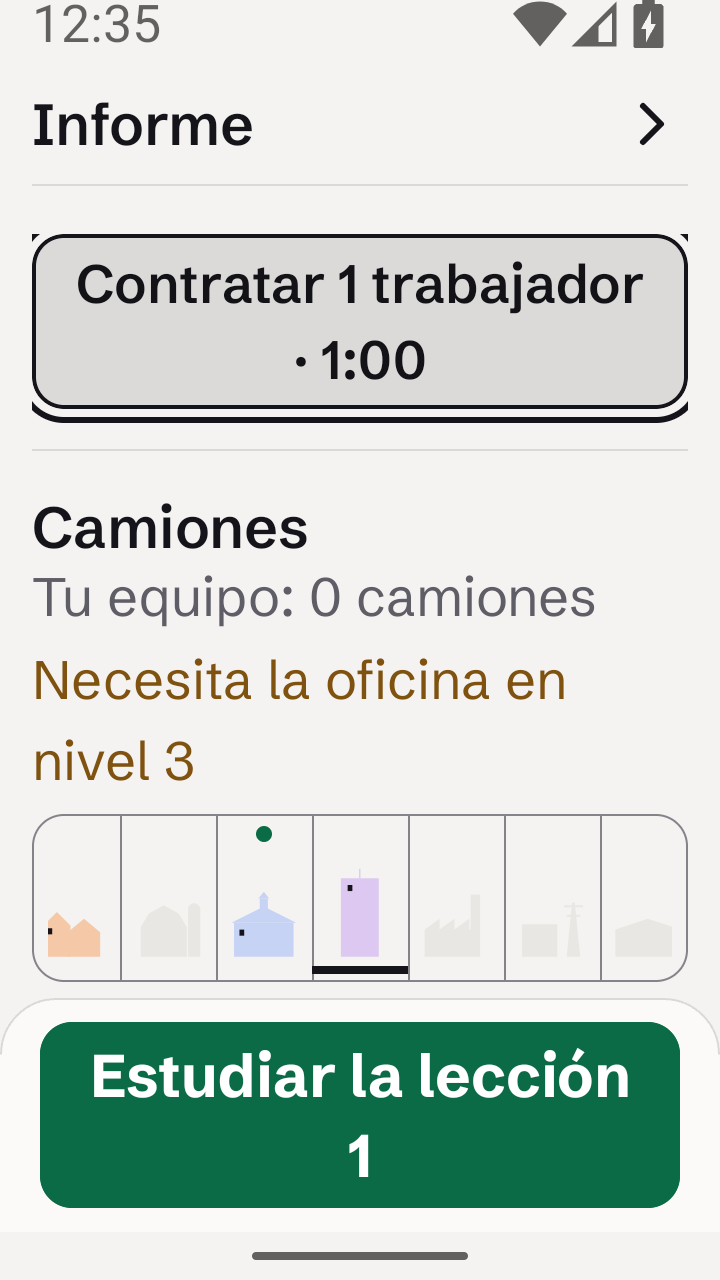 12:35
Informe
Contratar 1 trabajador
· 1:00
Camiones
Tu equipo: 0 camiones
Necesita la oficina en
nivel 3
Estudiar la lección
1